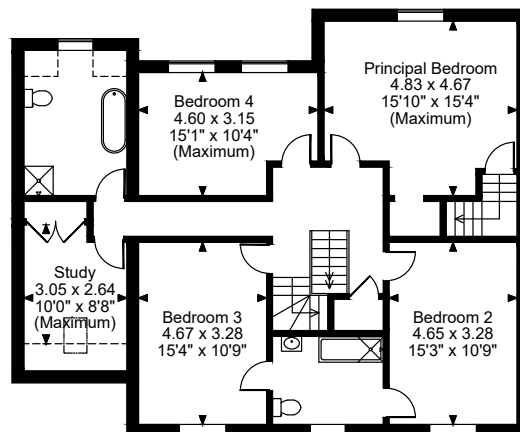 Principal Bedroom
4.83 x 4.67
15'10" x 15'4"
(Maximum)
Bedroom 4
4.60 x 3.15
15'1" x 10'4"
(Maximum)
Study
3.05 x 2.64
10'0" x 8'8"
(Maximum)
Bedroom 3
4.67 x 3.28
15'4" x 10'9"
Bedroom 2
4.65 x 3.28
15'3" x 10'9"